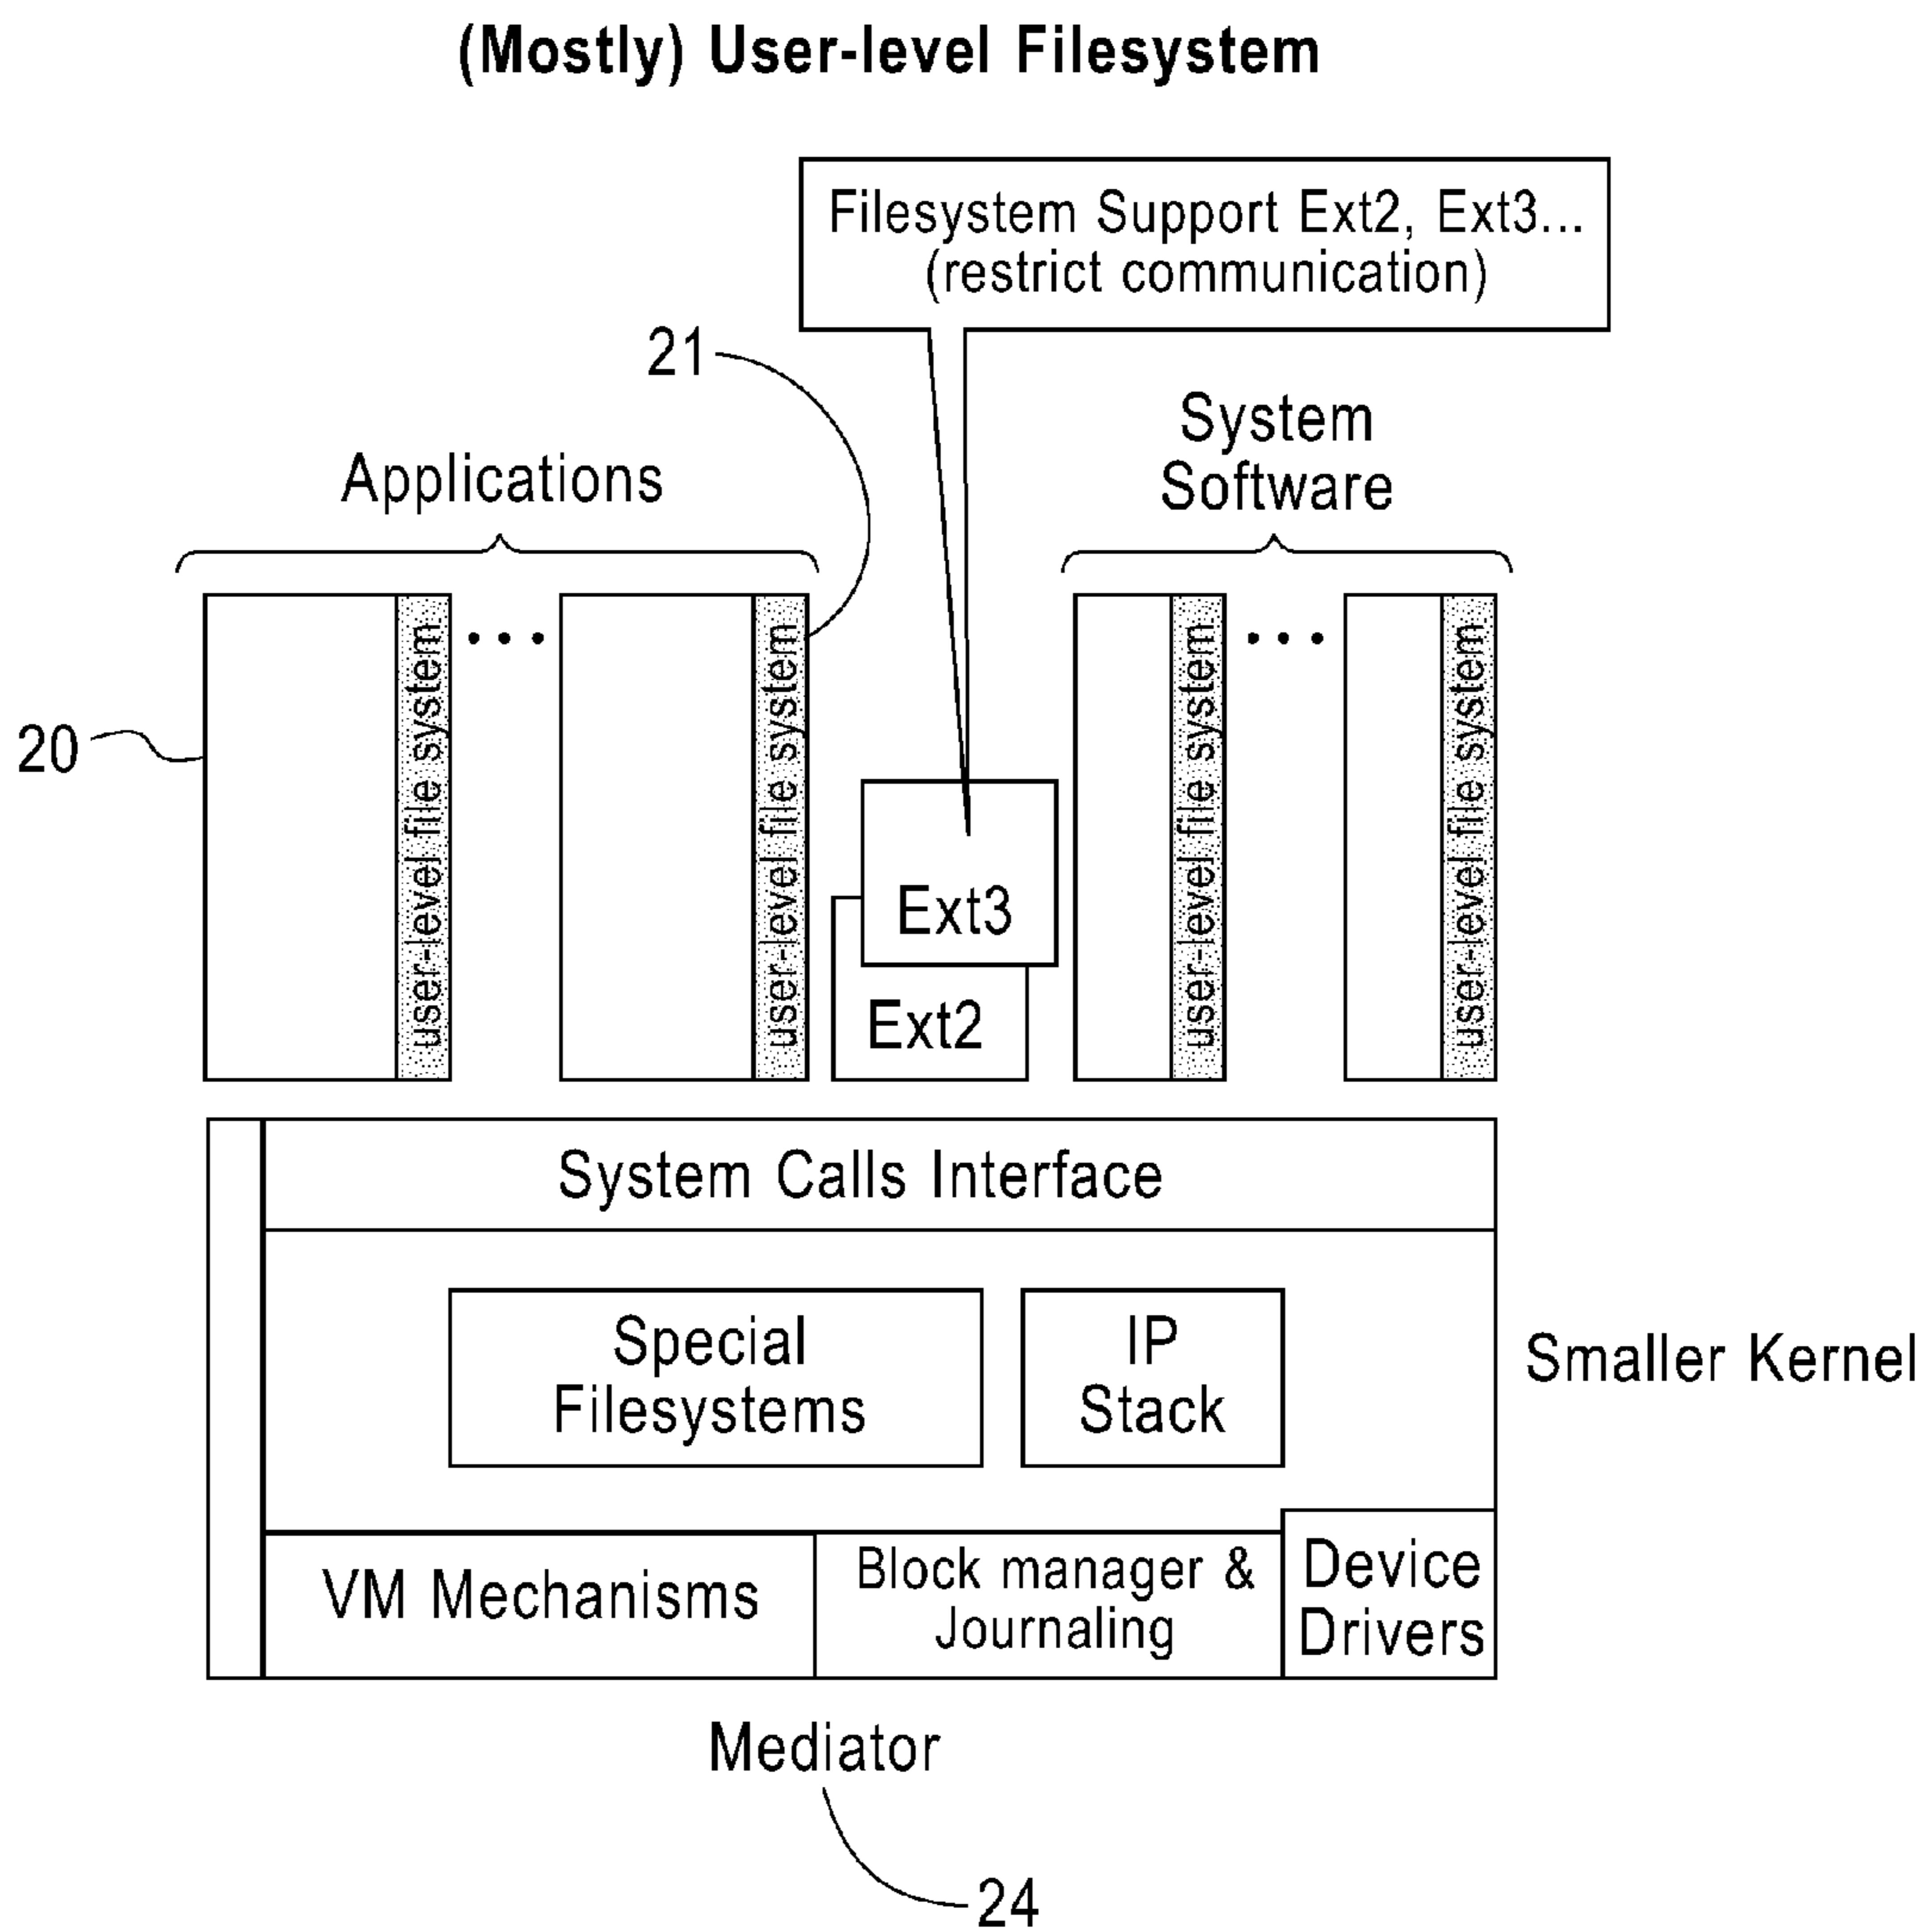 (Mostly) User-level Filesystem
Filesystem Support Ext2, Ext3...
(restrict communication)
21
System
Software
Applications
20
user-level file system
user-level file system
user-level file system
user-level file system
Ext3
Ext2
System Calls Interface
Special
Filesystems
IP
Stack
Smaller Kernel
VM Mechanisms
Block manager &
Journaling
Device
Drivers
Mediator
24